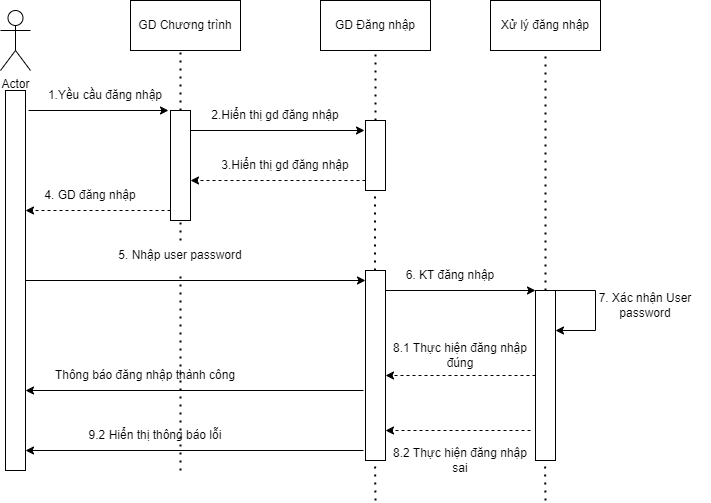 GD Chương trình
GD Đăng nhập
Xử lý đăng nhập
Actor
1.Yều cầu đăng nhập
2.Hiển thị gd đăng nhập
3.Hiển thị gd đăng nhập
4. GD đăng nhập
5. Nhập user password
6. KT đăng nhập
7. Xác nhận User
password
8.1 Thực hiện đăng nhập
đúng
Thông báo đăng nhập thành công
9.2 Hiển thị thông báo lỗi
8.2 Thực hiện đăng nhập
sai